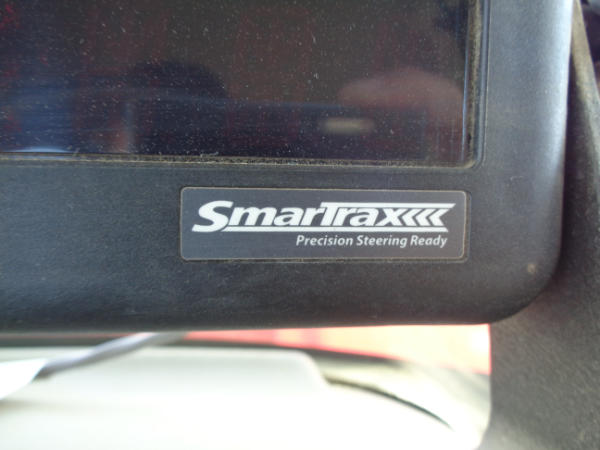 SmarTrax
Precision Steering Ready